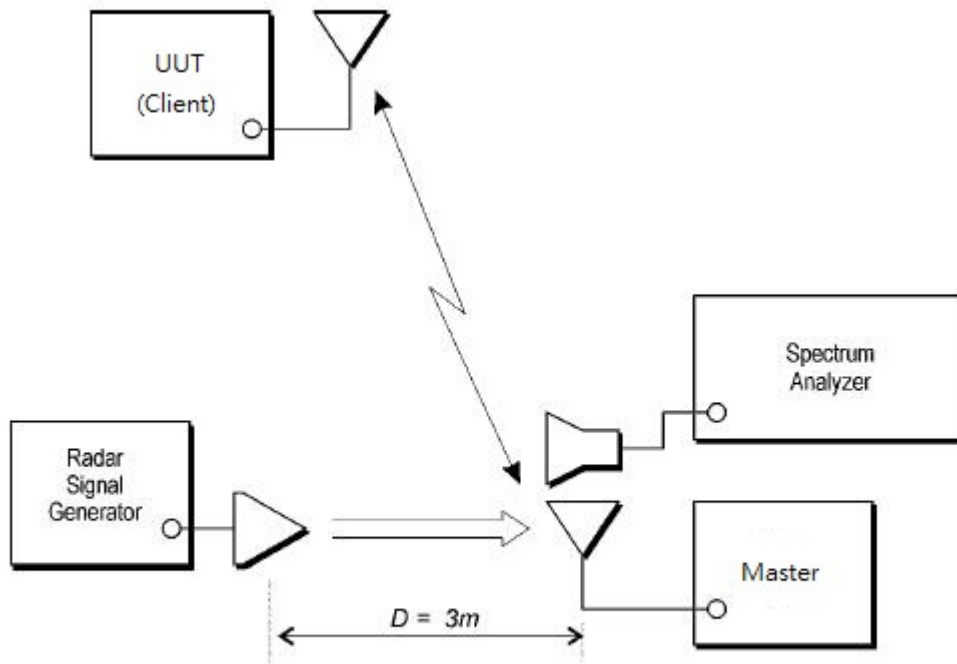 UUT
(Client)
Spectrum
Analyzer
Radar
Signal
Generator
Master
D = 3m